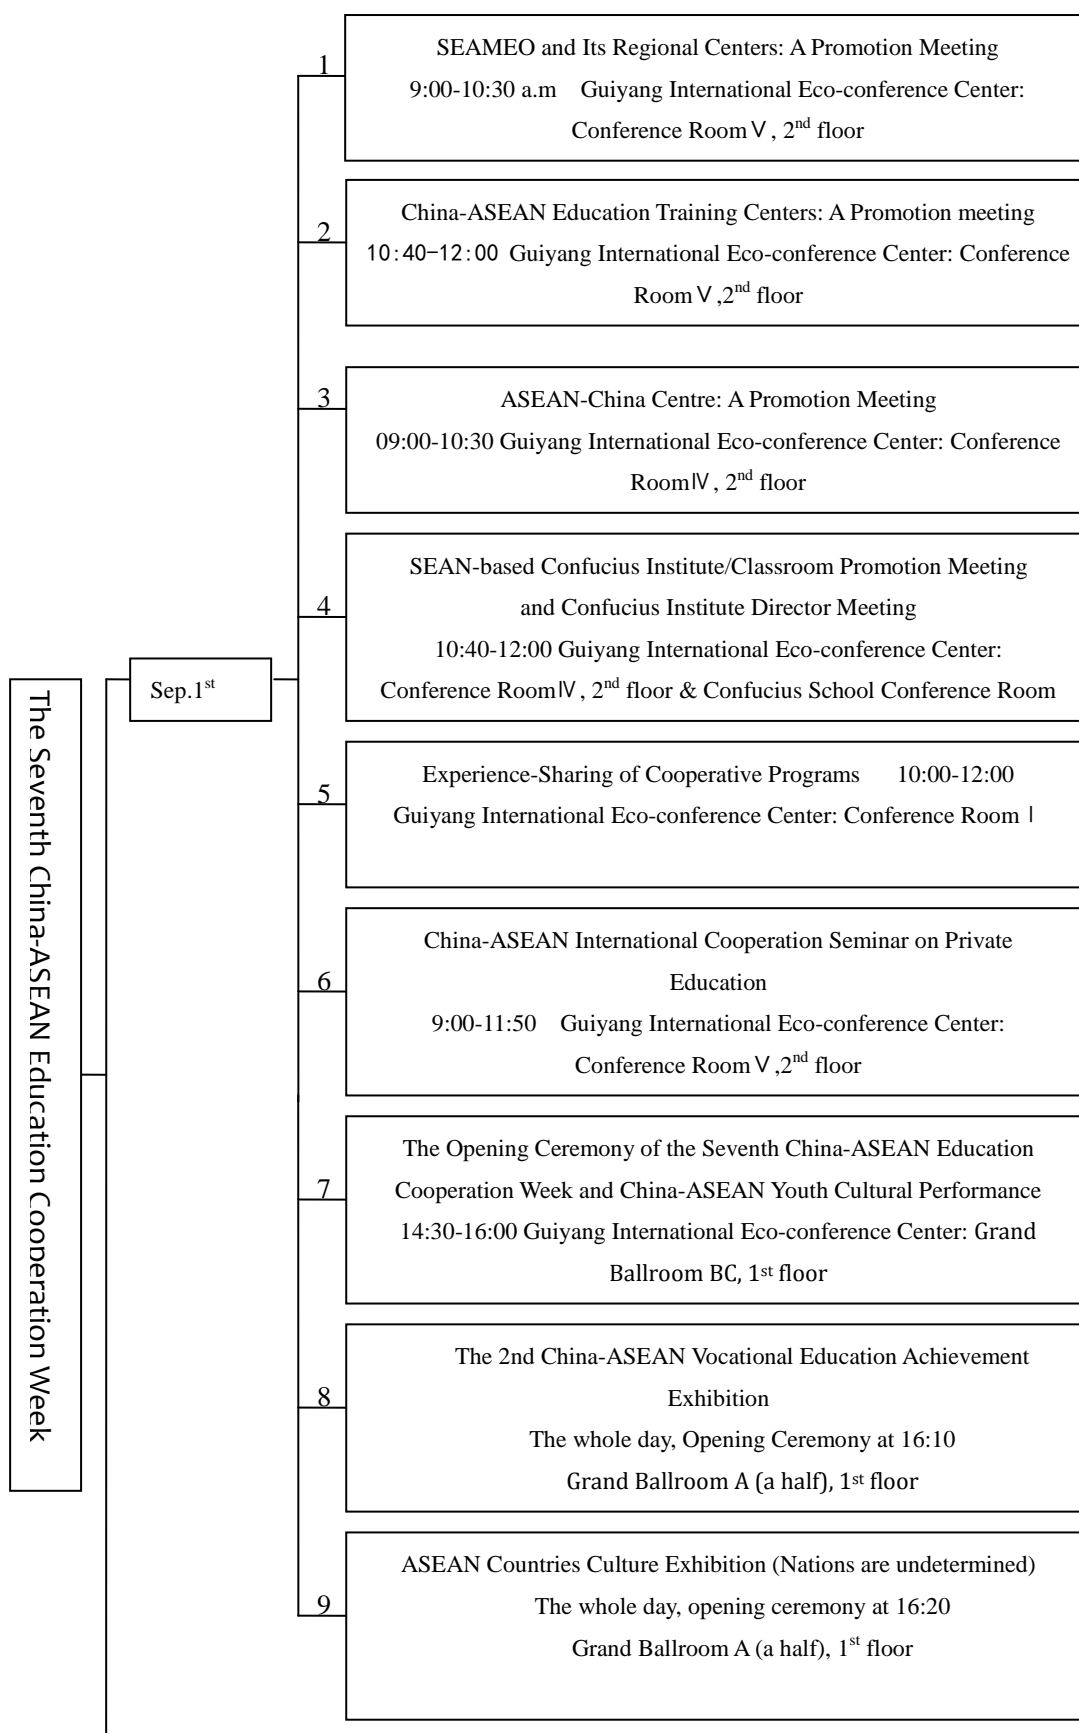 The Seventh China-ASEAN Education Cooperation Week
Sep.1st
1
SEAMEO and Its Regional Centers: A Promotion Meeting
9:00-10:30 a.m Guiyang International Eco-conference Center:
Conference RoomⅤ, 2nd floor
2
China-ASEAN Education Training Centers: A Promotion meeting
10:40-12:00 Guiyang International Eco-conference Center: Conference
RoomⅤ,2nd floor
3
ASEAN-China Centre: A Promotion Meeting
09:00-10:30 Guiyang International Eco-conference Center: Conference
RoomⅣ, 2nd floor
4
SEAN-based Confucius Institute/Classroom Promotion Meeting
and Confucius Institute Director Meeting
10:40-12:00 Guiyang International Eco-conference Center:
Conference RoomⅣ, 2nd floor & Confucius School Conference Room
5
Experience-Sharing of Cooperative Programs 10:00-12:00
Guiyang International Eco-conference Center: Conference Room Ⅰ
6
China-ASEAN International Cooperation Seminar on Private
Education
9:00-11:50 Guiyang International Eco-conference Center:
Conference RoomⅤ,2nd floor
7
The Opening Ceremony of the Seventh China-ASEAN Education
Cooperation Week and China-ASEAN Youth Cultural Performance
14:30-16:00 Guiyang International Eco-conference Center: Grand
Ballroom BC, 1st floor
8
The 2nd China-ASEAN Vocational Education Achievement
Exhibition
The whole day, Opening Ceremony at 16:10
Grand Ballroom A (a half), 1st floor
9
ASEAN Countries Culture Exhibition (Nations are undetermined)
The whole day, opening ceremony at 16:20
Grand Ballroom A (a half), 1st floor